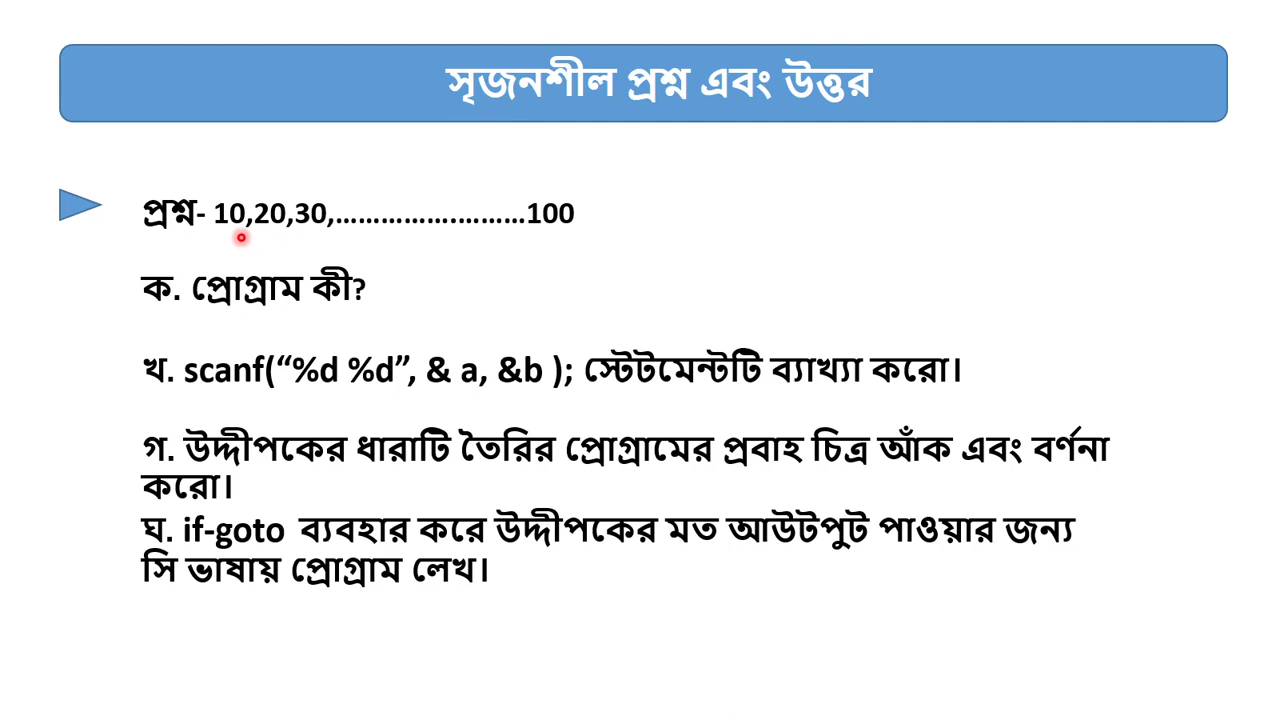 সৃজনশীল প্রশ্ন এবং উত্তর
প্রশ্ন- 10,20,30,…………….………100
ক. প্রোগ্রাম কী?
খ. scanf(“%d %d”, & a, &b ); স্টেটমেন্টটি ব্যাখ্যা করো।
গ. উদ্দীপকের ধারাটি তৈরির প্রোগ্রামের প্রবাহ চিত্র আঁক এবং বর্ণনা
করো।
ঘ. if-goto ব্যবহার করে উদ্দীপকের মত আউটপুট পাওয়ার জন্য
সি ভাষায় প্রোগ্রাম লেখ।